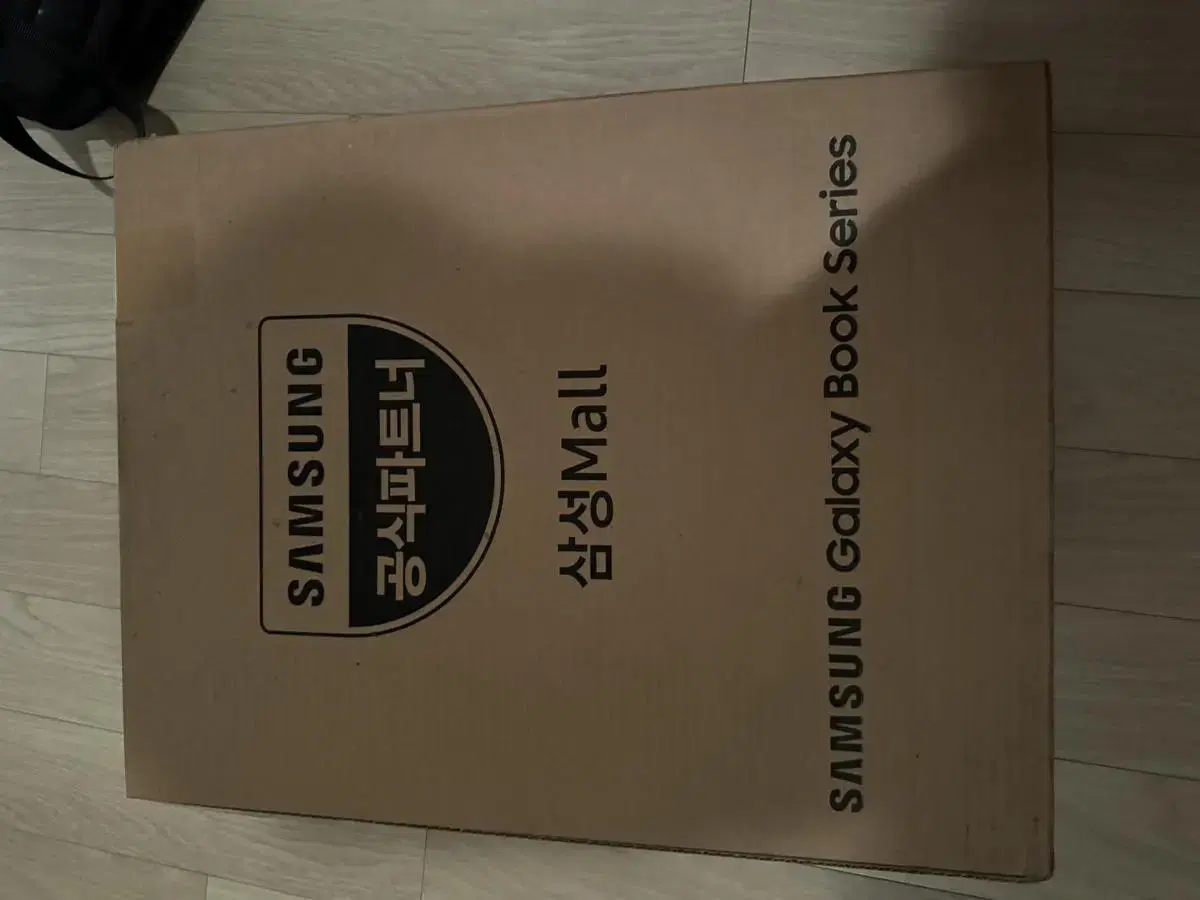 SAMSUNG
공식파트너
삼성Mall
SAMSUNG Galaxy Book Series